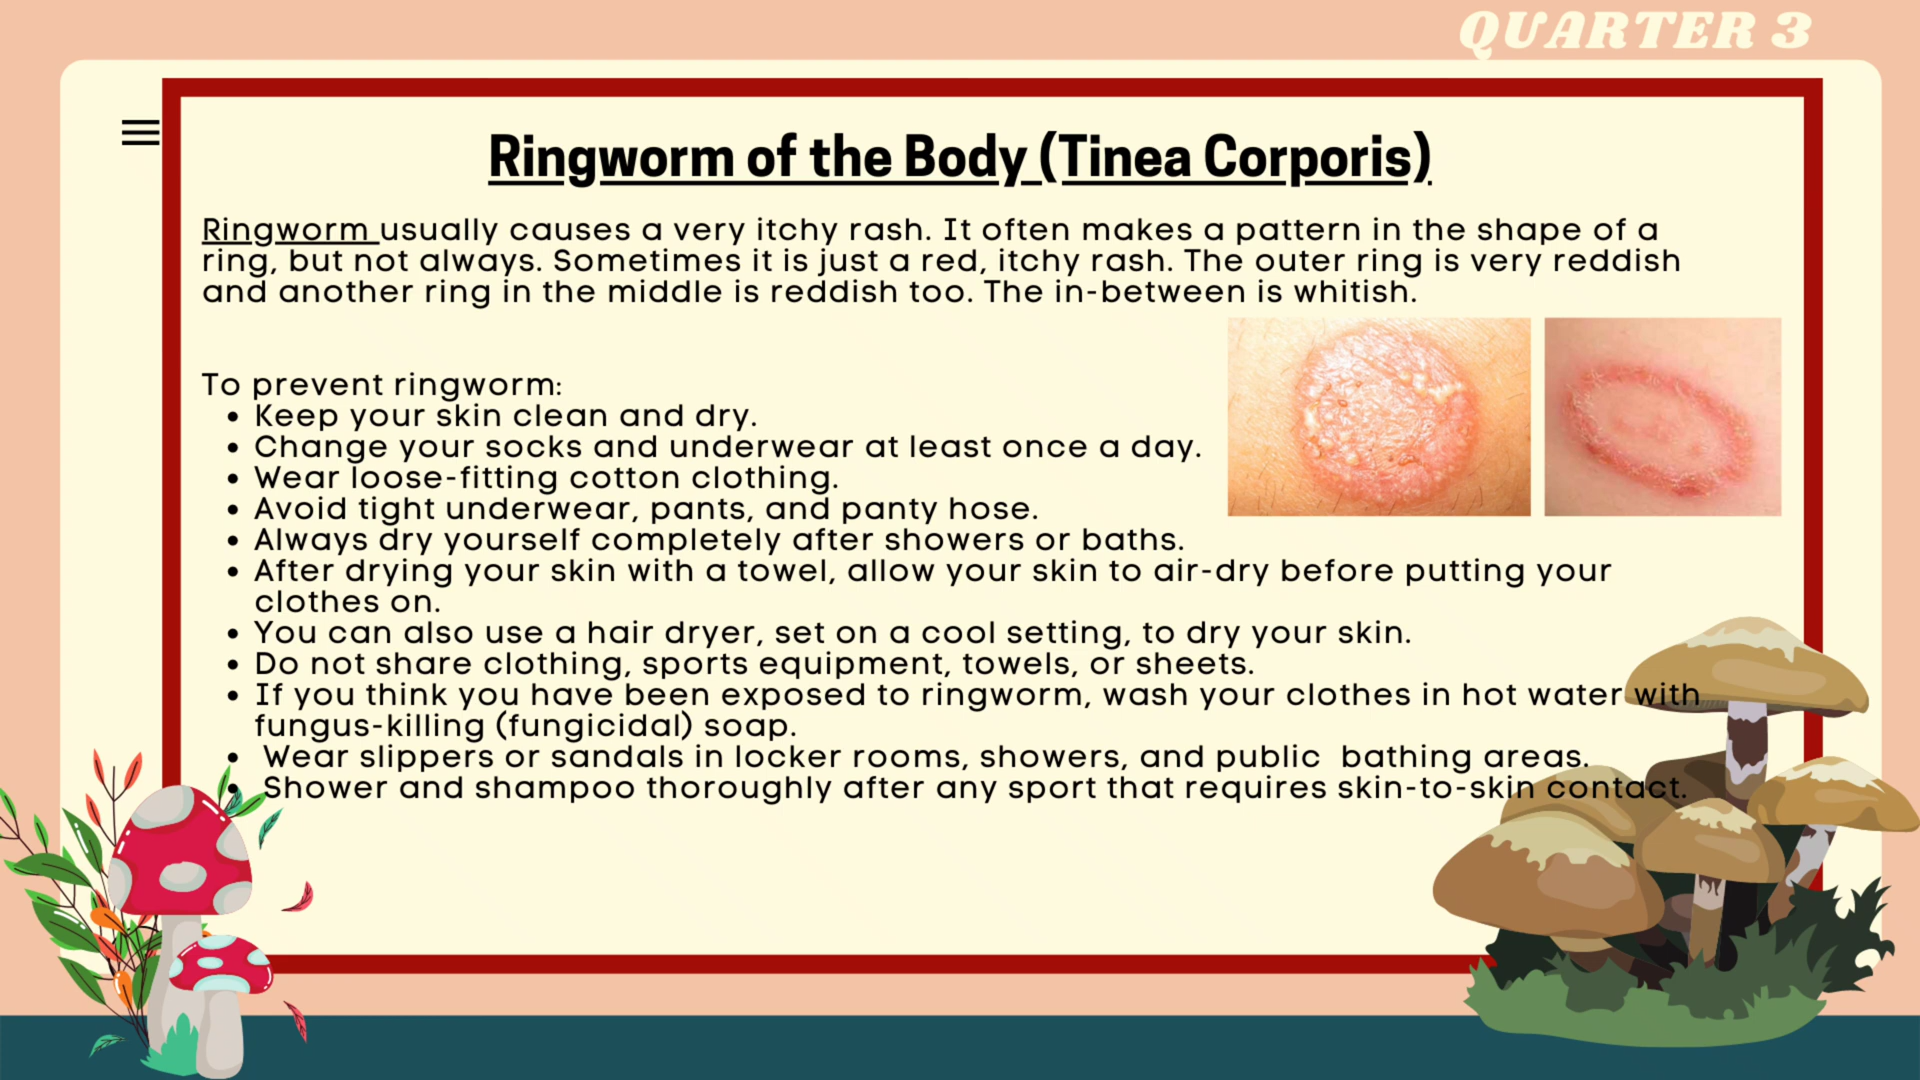 QUARTER 3
Ringworm of the Body (Tinea Corporis)
Ringworm usually causes a very itchy rash. It often makes a pattern in the shape of a
ring, but not always. Sometimes it is just a red, itchy rash. The outer ring is very reddish
and another ring in the middle is reddish too. The in-between is whitish.
To prevent ringworm:
• Keep your skin clean and dry.
• Change your socks and underwear at least once a day.
• Wear loose-fitting cotton clothing.
• Avoid tight underwear, pants, and panty hose.
• Always dry yourself completely after showers or baths.
• After drying your skin with a towel, allow your skin to air-dry before putting your
clothes on.
• You can also use a hair dryer, set on a cool setting, to dry your skin.
• Do not share clothing, sports equipment, towels, or sheets.
• If you think you have been exposed to ringworm, wash your clothes in hot water with
fungus-killing (fungicidal) soap.
• Wear slippers or sandals in locker rooms, showers, and public  bathing areas.
• Shower and shampoo thoroughly after any sport that requires skin-to-skin contact.